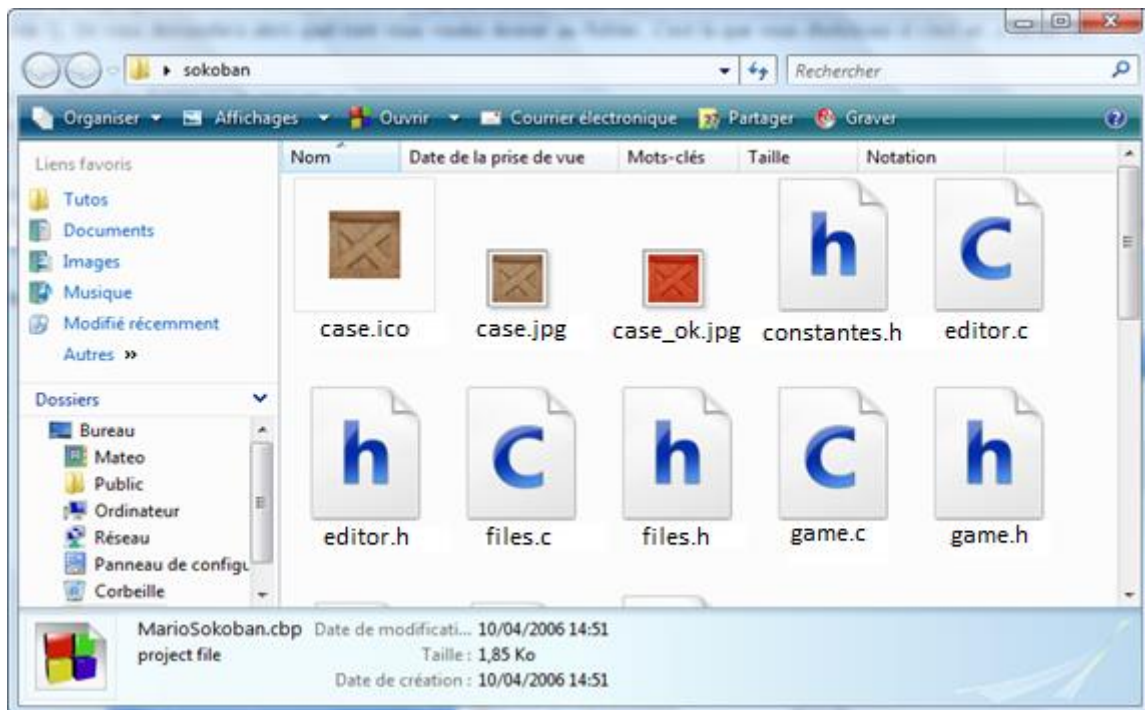 sokoban
Rechercher
Organiser Affichages Ouvrir Courrier électronique Partager Graver
Liens favoris
Tutos
Documents
Images
Musique
Modifié récemment
Autres »
Dossiers
Bureau
Mateo
Public
Ordinateur
Réseau
Panneau de configu
Corbeille
Nom Date de la prise de vue Mots-clés Taille Notation
case.ico case.jpg case_ok.jpg constantes.h editor.c
editor.h files.c files.h game.c game.h
MarioSokoban.cbp Date de modificati... 10/04/2006 14:51
project file Taille : 1,85 Ko
Date de création : 10/04/2006 14:51